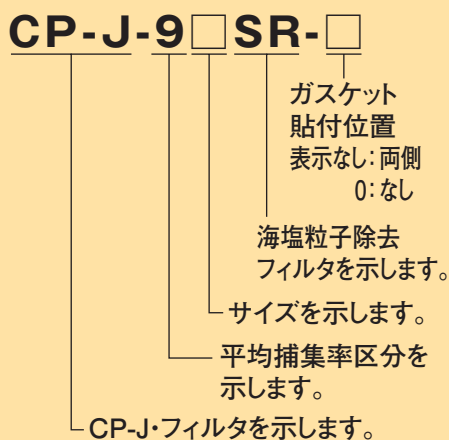 CP-J-9□SR-□
ガスケット
貼付位置
表示なし：両側
0：なし
海塩粒子除去
フィルタを示します。
サイズを示します。
平均捕集率区分を
示します。
CP-J・フィルタを示します。